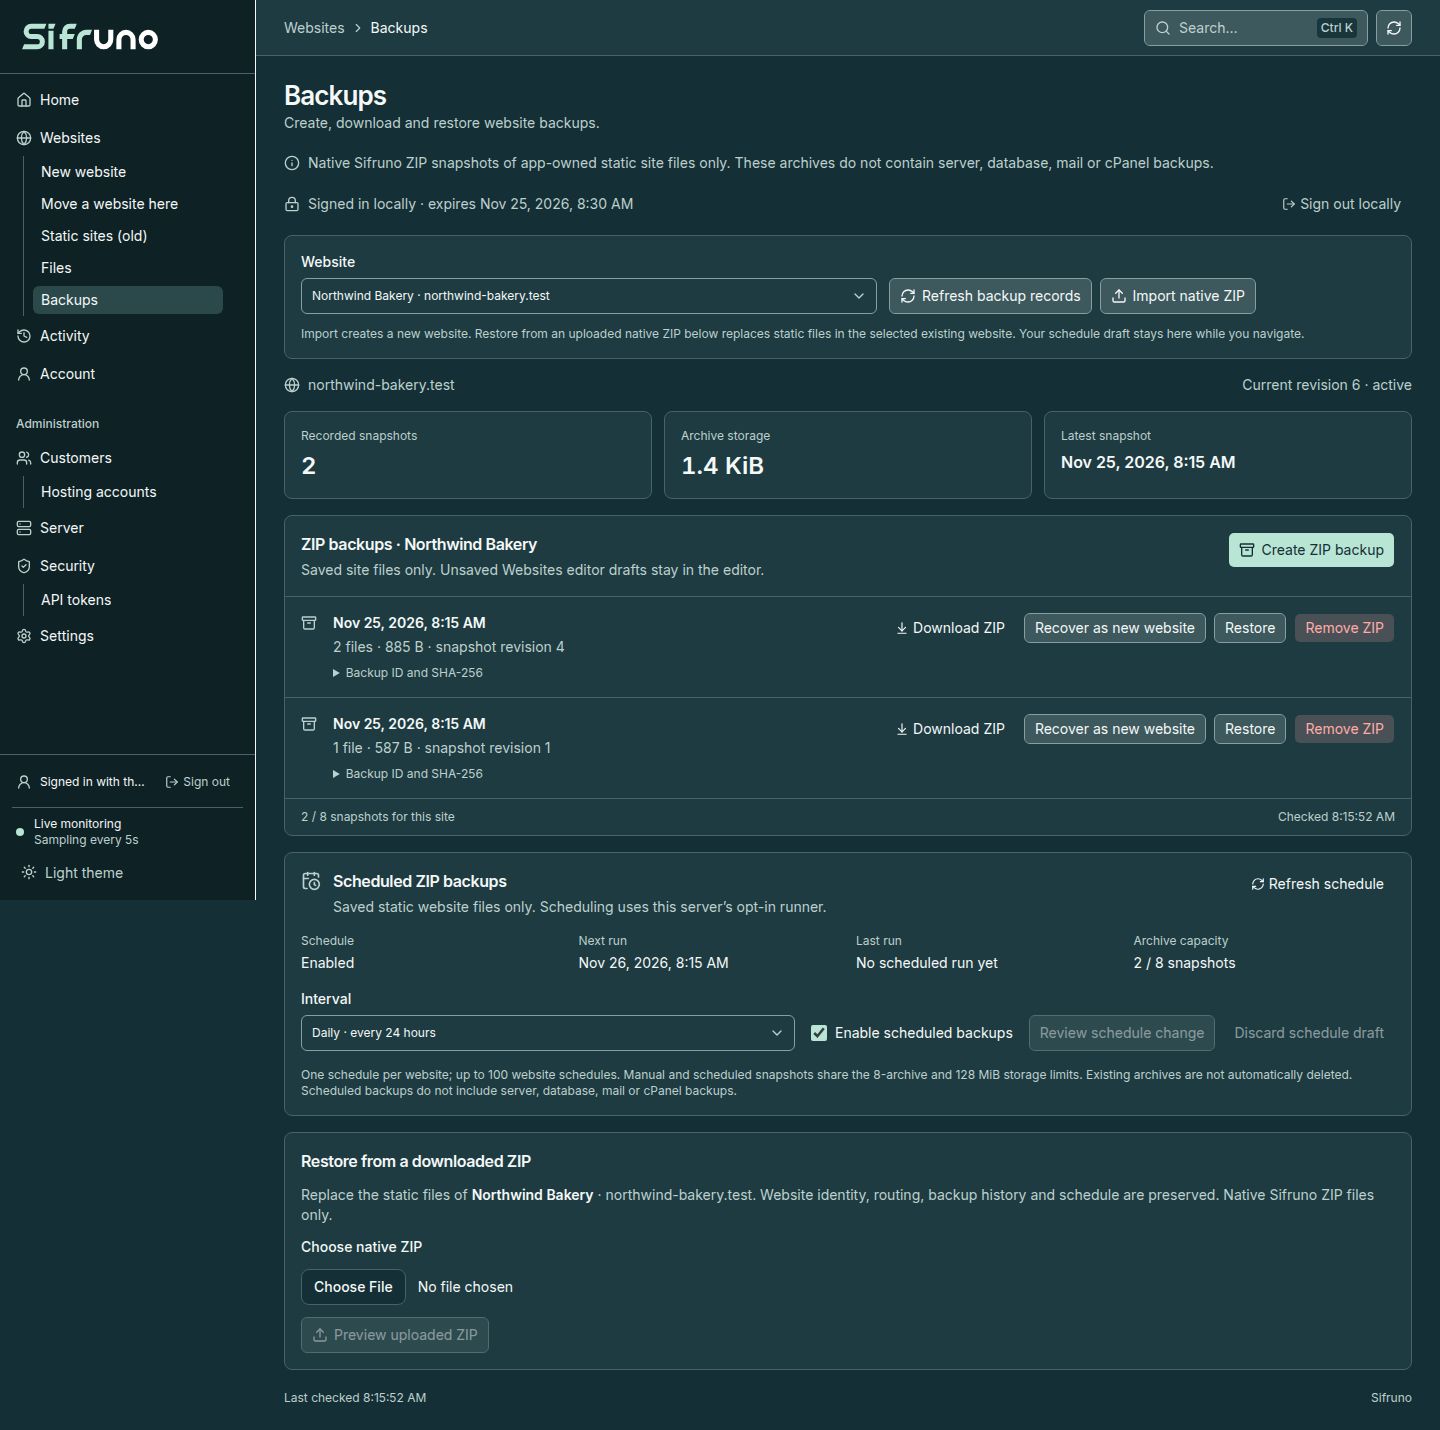 Sifruno
Home
Websites
New website
Move a website here
Static sites (old)
Files
Backups
Activity
Account
Administration
Customers
Hosting accounts
Server
Security
API tokens
Settings
Signed in with th...
Sign out
Live monitoring
Sampling every 5s
Light theme
Websites > Backups
Search...
Ctrl K
Backups
Create, download and restore website backups.
Native Sifruno ZIP snapshots of app-owned static site files only. These archives do not contain server, database, mail or cPanel backups.
Signed in locally · expires Nov 25, 2026, 8:30 AM
Sign out locally
Website
Northwind Bakery · northwind-bakery.test
Refresh backup records
Import native ZIP
Import creates a new website. Restore from an uploaded native ZIP below replaces static files in the selected existing website. Your schedule draft stays here while you navigate.
northwind-bakery.test
Current revision 6 · active
Recorded snapshots
2
Archive storage
1.4 KiB
Latest snapshot
Nov 25, 2026, 8:15 AM
ZIP backups · Northwind Bakery
Saved site files only. Unsaved Websites editor drafts stay in the editor.
Create ZIP backup
Nov 25, 2026, 8:15 AM
2 files · 885 B · snapshot revision 4
Backup ID and SHA-256
Download ZIP
Recover as new website
Restore
Remove ZIP
Nov 25, 2026, 8:15 AM
1 file · 587 B · snapshot revision 1
Backup ID and SHA-256
Download ZIP
Recover as new website
Restore
Remove ZIP
2 / 8 snapshots for this site
Checked 8:15:52 AM
Scheduled ZIP backups
Saved static website files only. Scheduling uses this server’s opt-in runner.
Refresh schedule
Schedule
Enabled
Next run
Nov 26, 2026, 8:15 AM
Last run
No scheduled run yet
Archive capacity
2 / 8 snapshots
Interval
Daily · every 24 hours
Enable scheduled backups
Review schedule change
Discard schedule draft
One schedule per website; up to 100 website schedules. Manual and scheduled snapshots share the 8-archive and 128 MiB storage limits. Existing archives are not automatically deleted.
Scheduled backups do not include server, database, mail or cPanel backups.
Restore from a downloaded ZIP
Replace the static files of Northwind Bakery · northwind-bakery.test. Website identity, routing, backup history and schedule are preserved. Native Sifruno ZIP files
only.
Choose native ZIP
Choose File
No file chosen
Preview uploaded ZIP
Last checked 8:15:52 AM
Sifruno